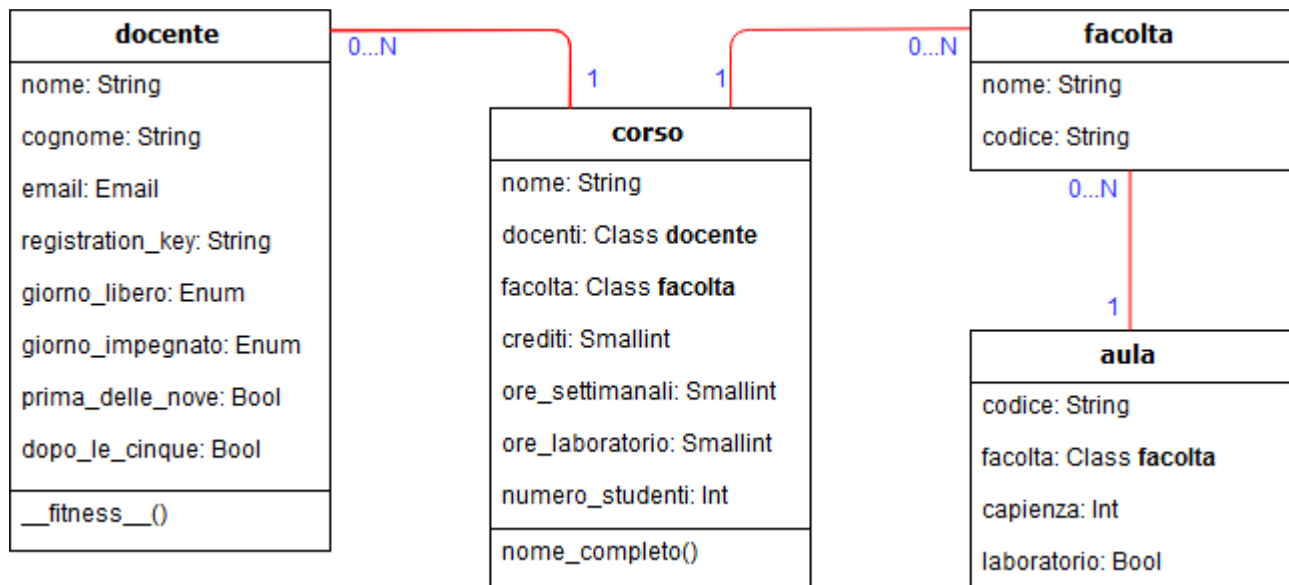 docente
nome: String
cognome: String
email: Email
registration_key: String
giorno_libero: Enum
giorno_impegnato: Enum
prima_delle_nove: Bool
dopo_le_cinque: Bool
__fitness__()
0...N
1
corso
nome: String
docenti: Class docente
facolta: Class facolta
crediti: Smallint
ore_settimanali: Smallint
ore_laboratorio: Smallint
numero_studenti: Int
nome_completo()
1
0...N
facolta
nome: String
codice: String
0...N
1
aula
codice: String
facolta: Class facolta
capienza: Int
laboratorio: Bool